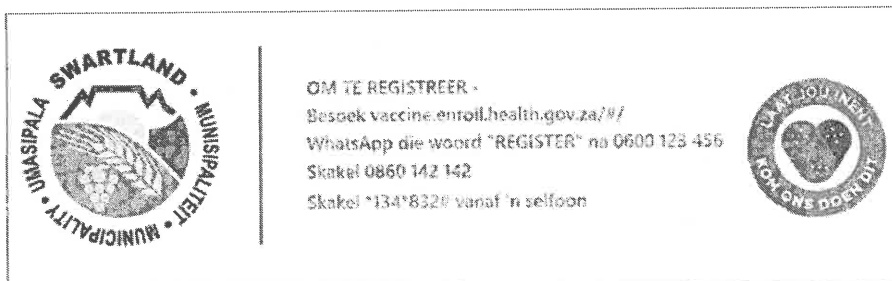 SWARTLAND • MUNISIPALITEIT • MUNICIPALITY • UMASIPALA
OM TE REGISTREER -
Besoek vaccine.enroll.health.gov.za/#/
WhatsApp die woord "REGISTER" na 0600 123 456
Skakel 0860 142 142
Skakel *134*832# vanaf 'n selfoon
LAAT JOU INENT
KOM ONS DOEN DIT